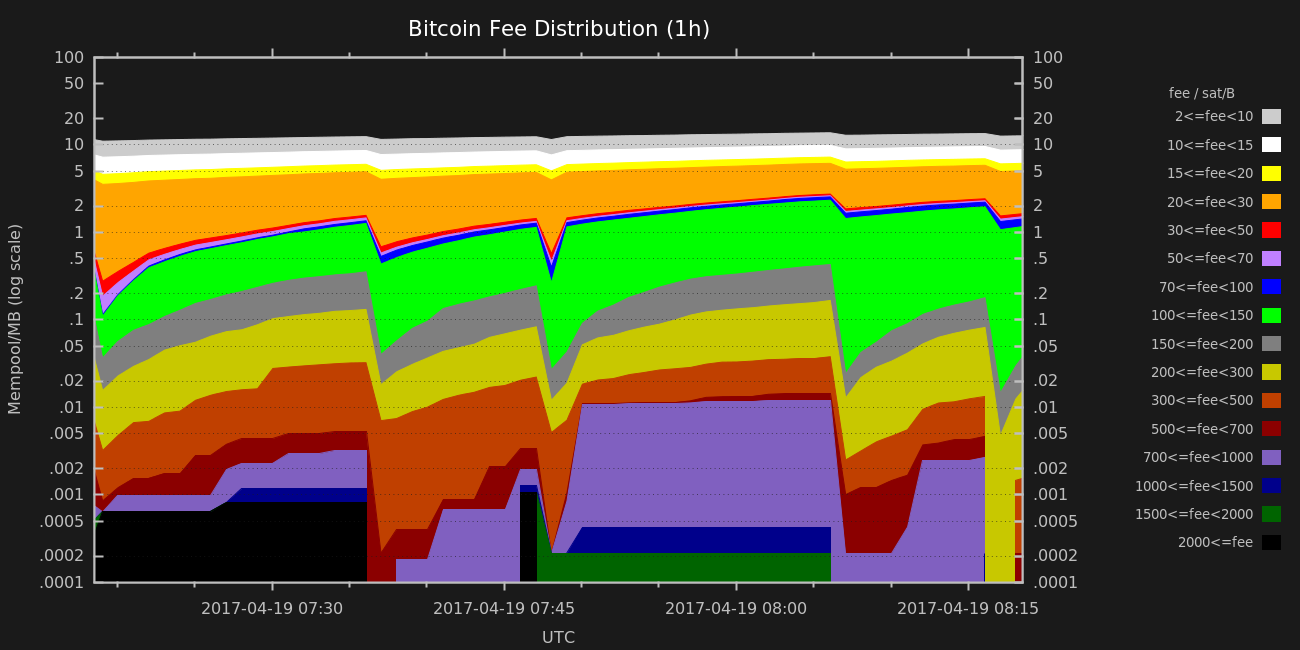 Bitcoin Fee Distribution (1h)
Mempool/MB (log scale)
100
50
20
10
5
2
1
.5
.2
.1
.05
.02
.01
.005
.002
.001
.0005
.0002
.0001
100
50
20
10
5
2
1
.5
.2
.1
.05
.02
.01
.005
.002
.001
.0005
.0002
.0001
2017-04-19 07:30
2017-04-19 07:45
2017-04-19 08:00
2017-04-19 08:15
UTC
fee / sat/B
2<=fee<10
10<=fee<15
15<=fee<20
20<=fee<30
30<=fee<50
50<=fee<70
70<=fee<100
100<=fee<150
150<=fee<200
200<=fee<300
300<=fee<500
500<=fee<700
700<=fee<1000
1000<=fee<1500
1500<=fee<2000
2000<=fee